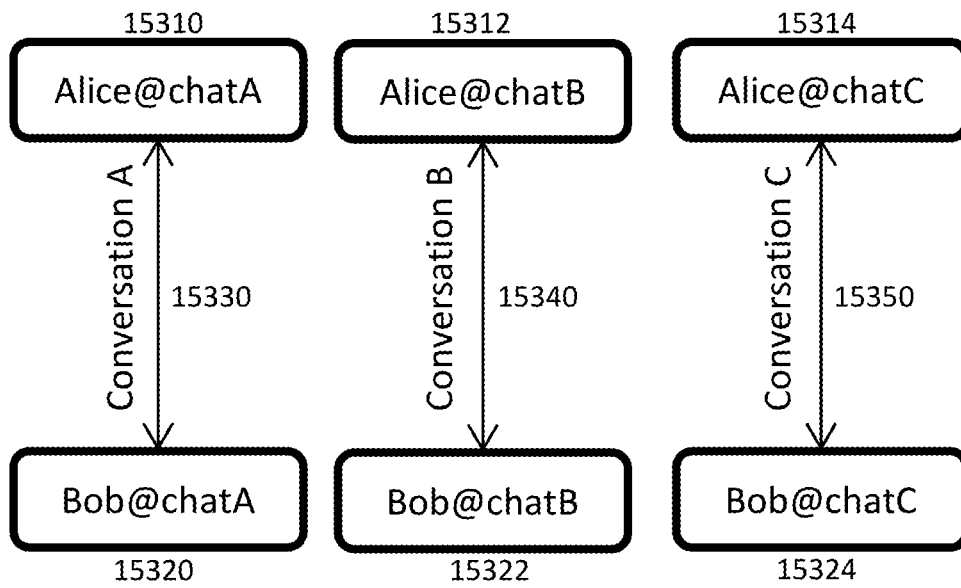 15310
15312
15314
Alice@chatA
Alice@chatB
Alice@chatC
Conversation A
15330
Conversation B
15340
Conversation C
15350
Bob@chatA
Bob@chatB
Bob@chatC
15320
15322
15324